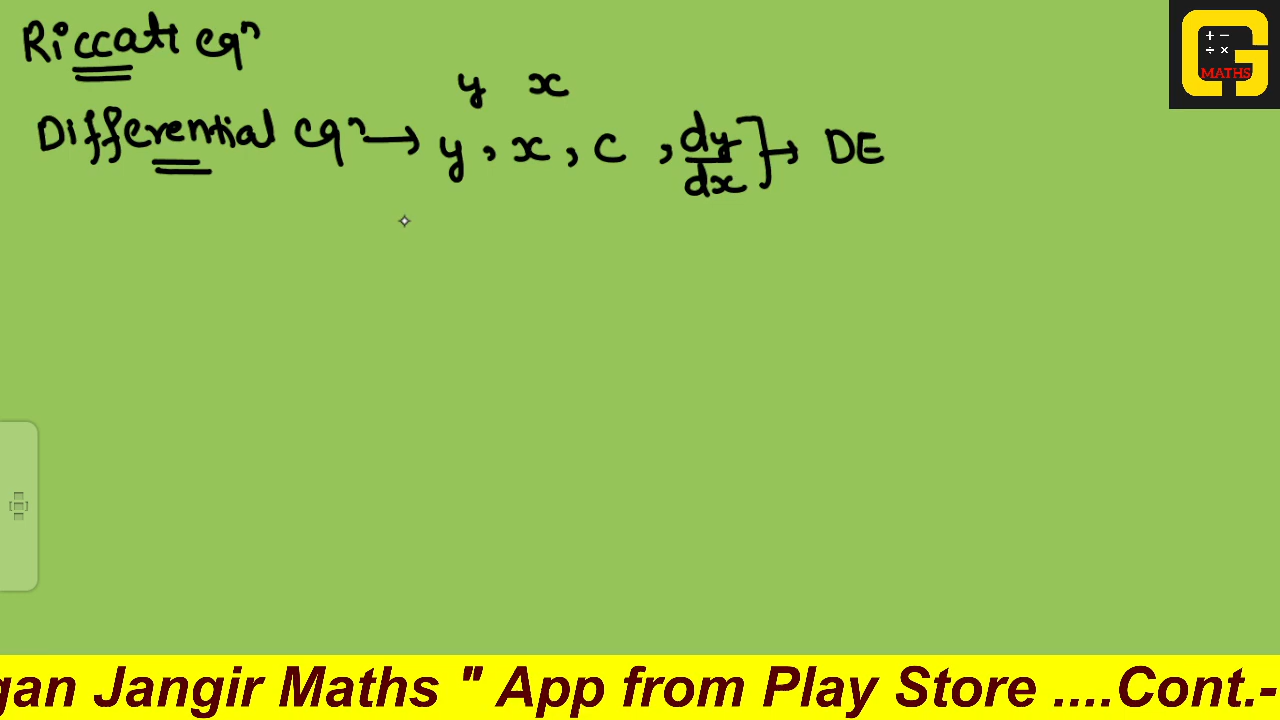 Riccati eqⁿ
y x
Differential eqⁿ → y, x, c, dy/dx ] → DE
+ −
÷ ×
MATHS
gan Jangir Maths " App from Play Store ....Cont.-